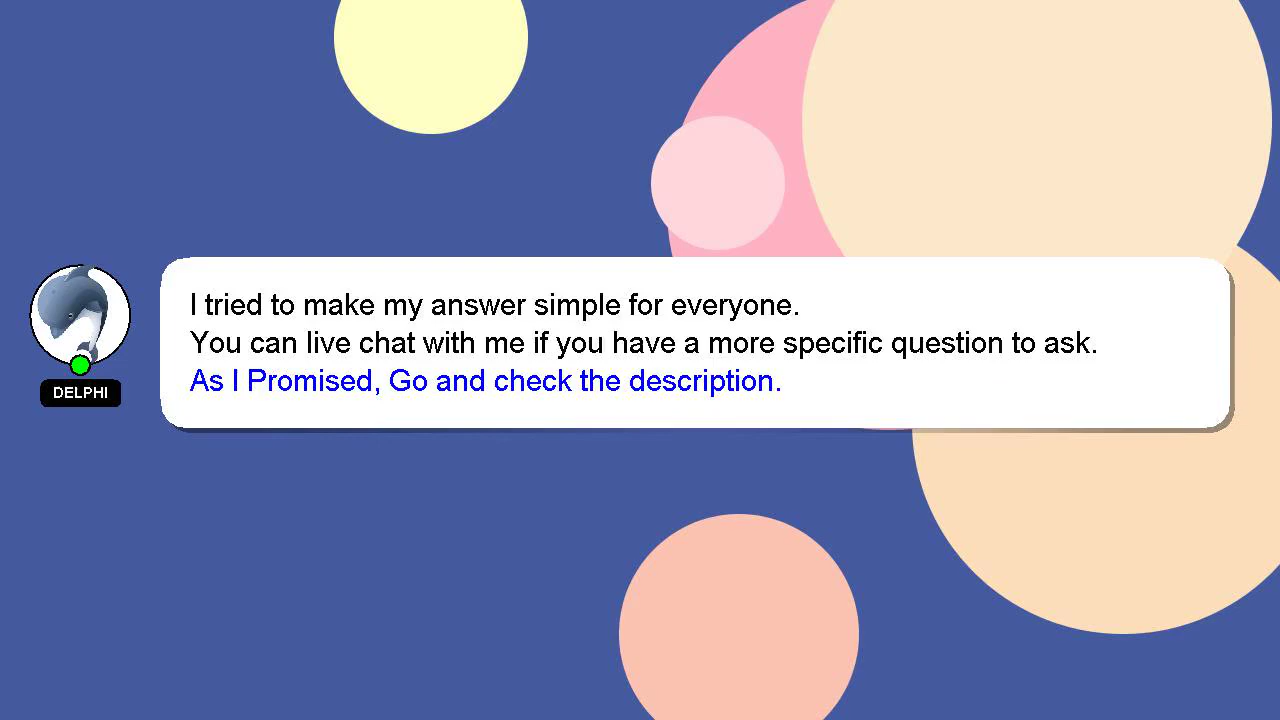 I tried to make my answer simple for everyone.
You can live chat with me if you have a more specific question to ask.
As I Promised, Go and check the description.
DELPHI